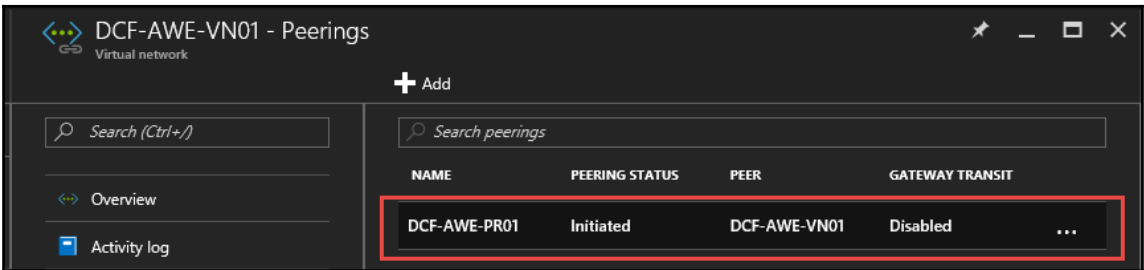 DCF-AWE-VN01 - Peerings
Virtual network
Add
Search (Ctrl+/)
Overview
Activity log
Search peerings
NAME PEERING STATUS PEER GATEWAY TRANSIT
DCF-AWE-PR01 Initiated DCF-AWE-VN01 Disabled ...